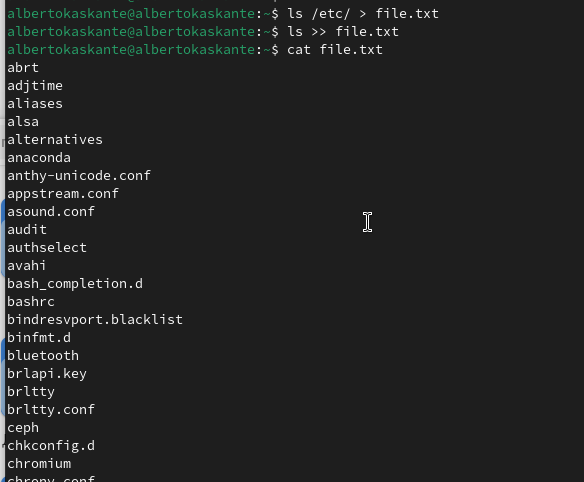 albertokaskante@albertokaskante:~$ ls /etc/ > file.txt
albertokaskante@albertokaskante:~$ ls >> file.txt
albertokaskante@albertokaskante:~$ cat file.txt
abrt
adjtime
aliases
alsa
alternatives
anaconda
anthy-unicode.conf
appstream.conf
asound.conf
audit
authselect
avahi
bash_completion.d
bashrc
bindresvport.blacklist
binfmt.d
bluetooth
brlapi.key
brltty
brltty.conf
ceph
chkconfig.d
chromium
chrony.conf